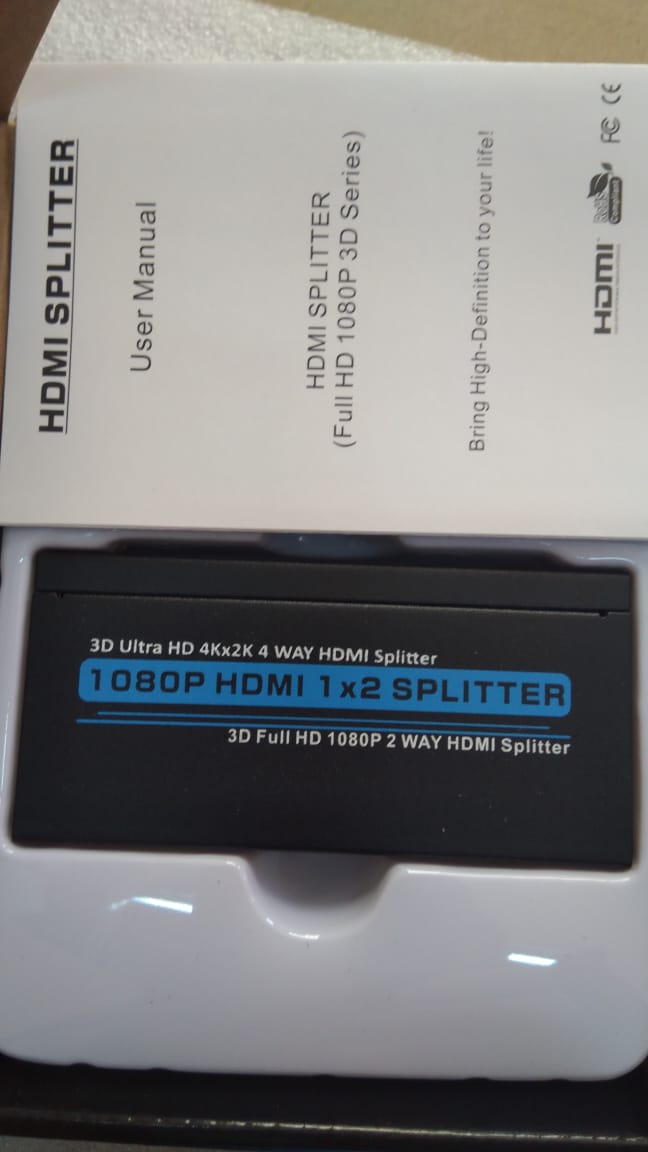 HDMI SPLITTER
User Manual
HDMI SPLITTER
(Full HD 1080P 3D Series)
Bring High-Definition to your life!
HDMI
RoHS
Compliant
FC CE
3D Ultra HD 4Kx2K 4 WAY HDMI Splitter
1080P HDMI 1x2 SPLITTER
3D Full HD 1080P 2 WAY HDMI Splitter